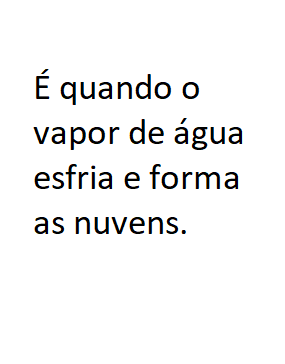 É quando o
vapor de água
esfria e forma
as nuvens.